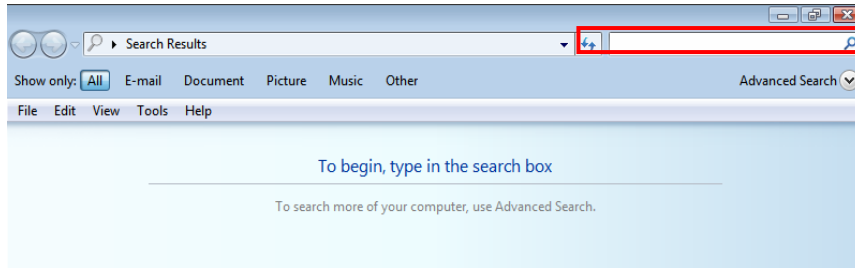 Search Results
Show only: All E-mail Document Picture Music Other Advanced Search
File Edit View Tools Help
To begin, type in the search box
To search more of your computer, use Advanced Search.